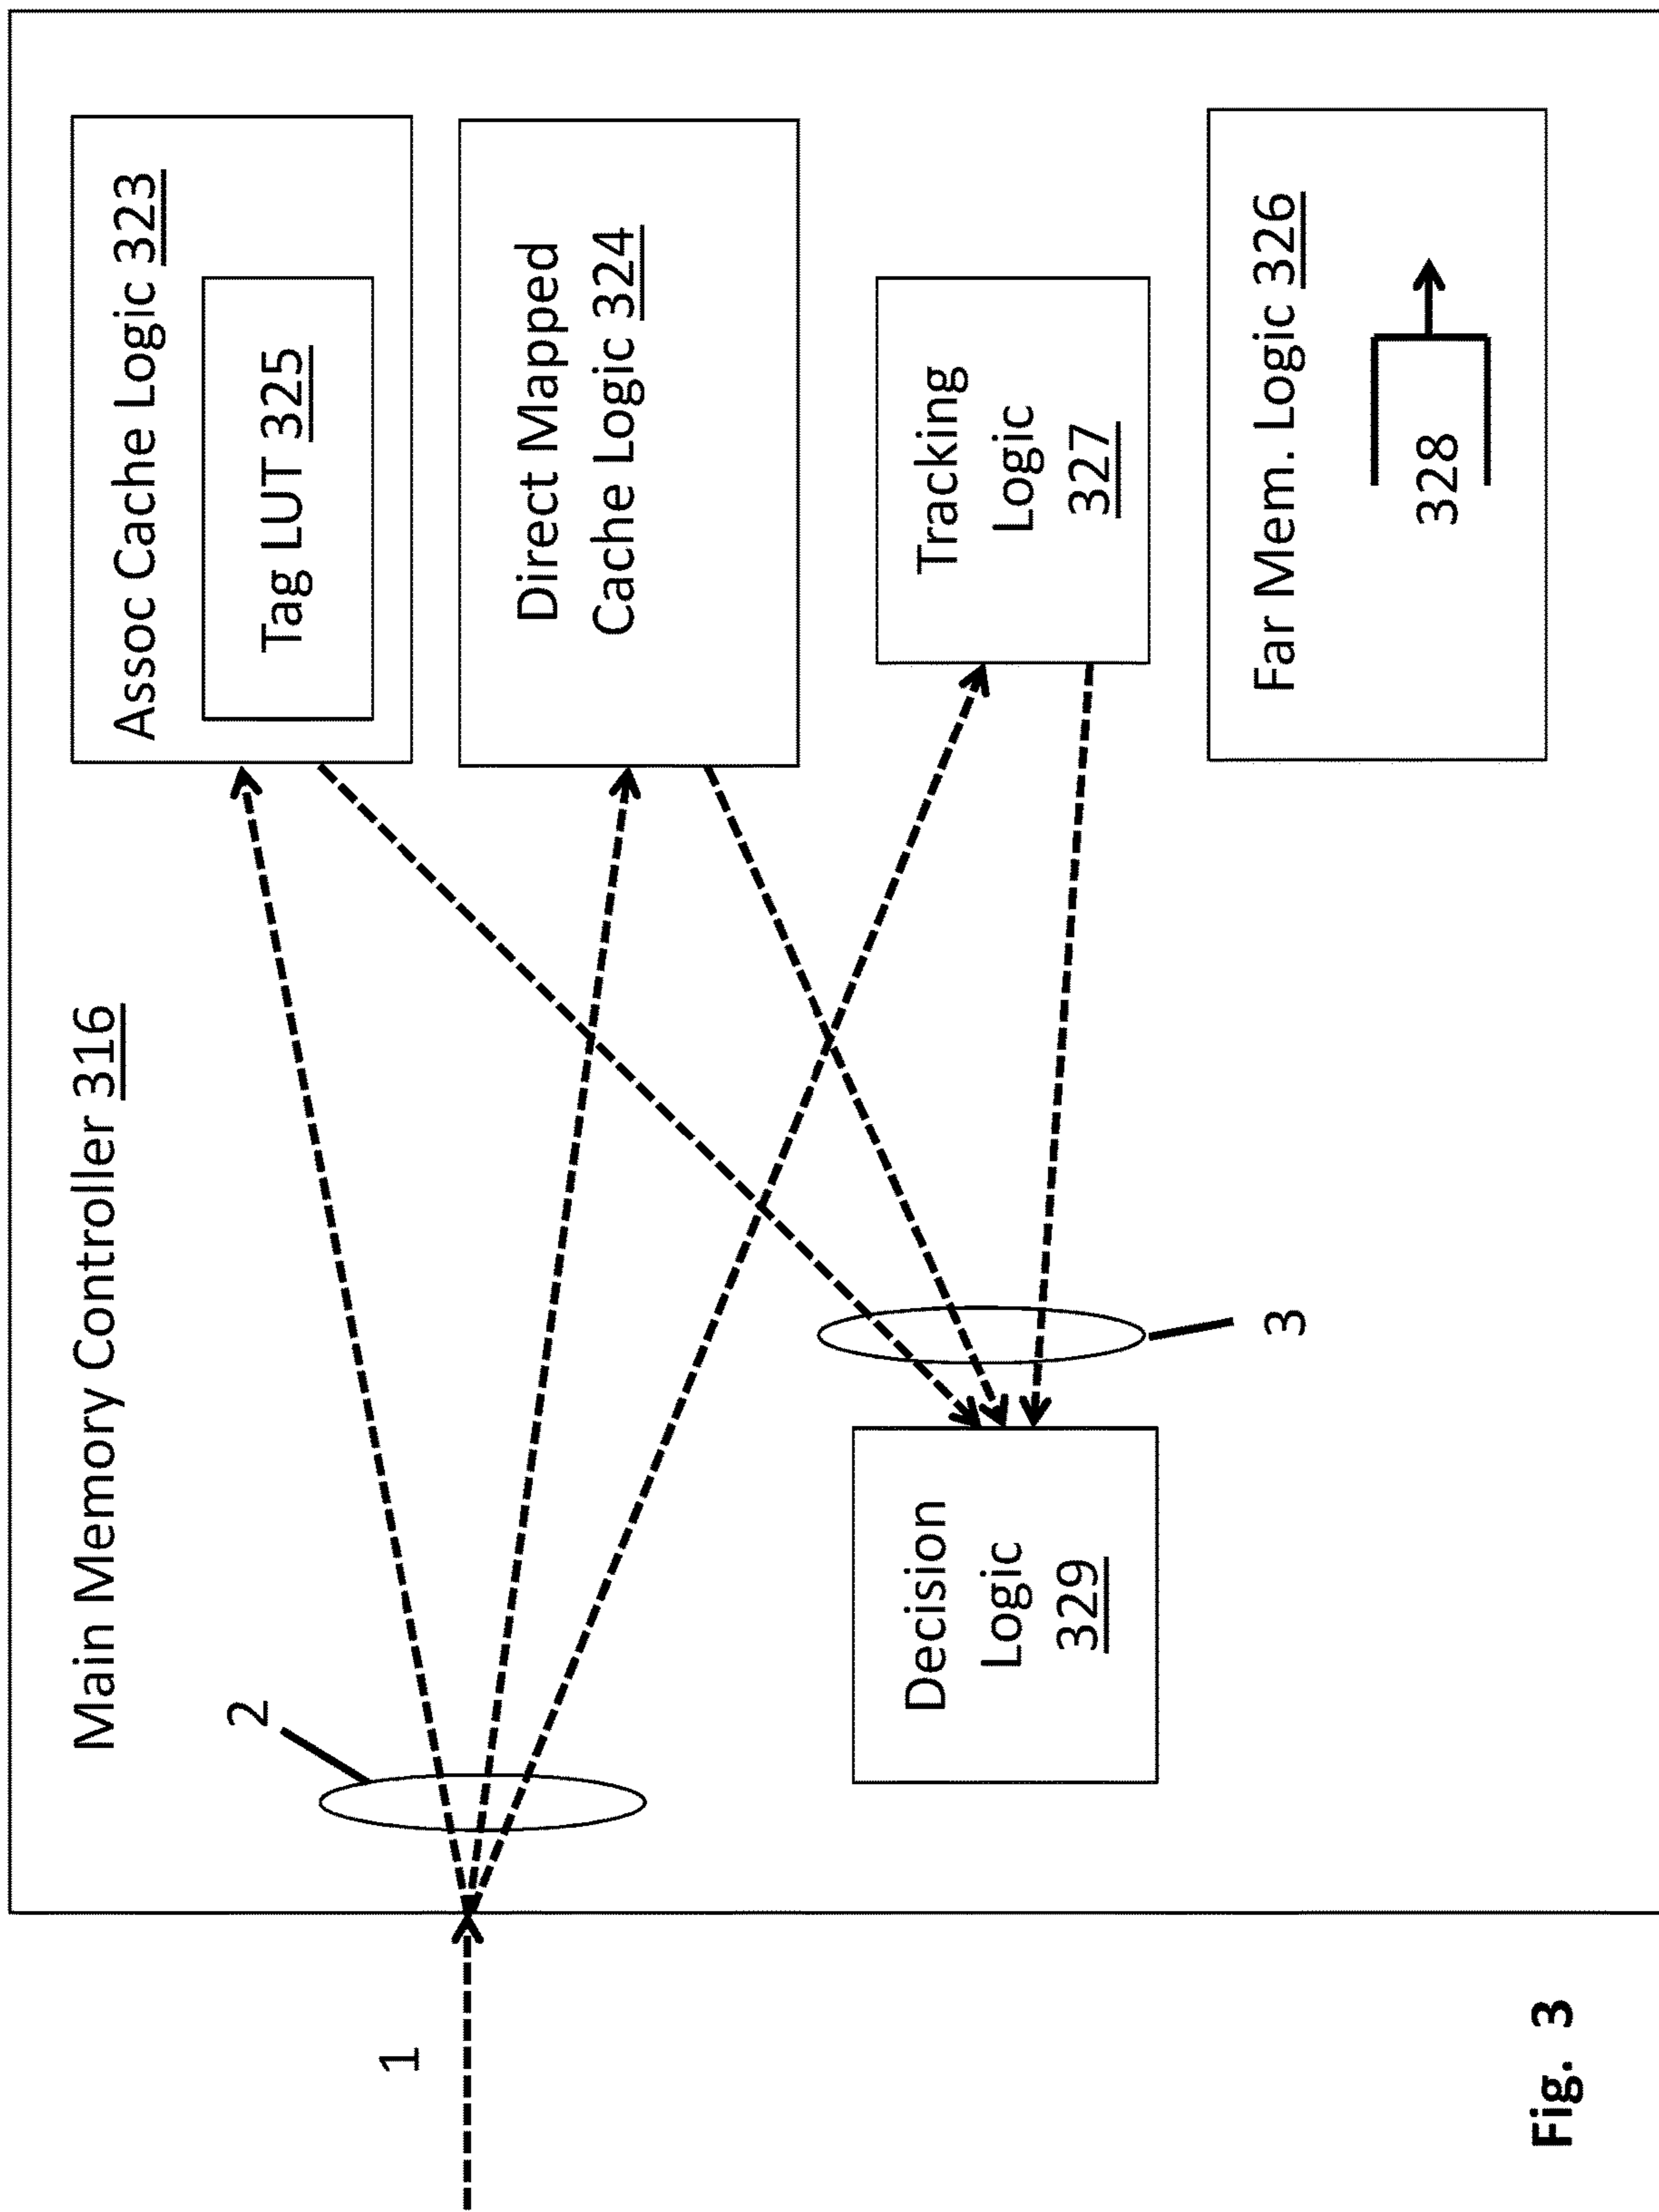 Main Memory Controller 316
Assoc Cache Logic 323
Tag LUT 325
2
1
Direct Mapped
Cache Logic 324
Decision
Logic
329
3
Tracking
Logic
327
Far Mem. Logic 326
328
Fig. 3